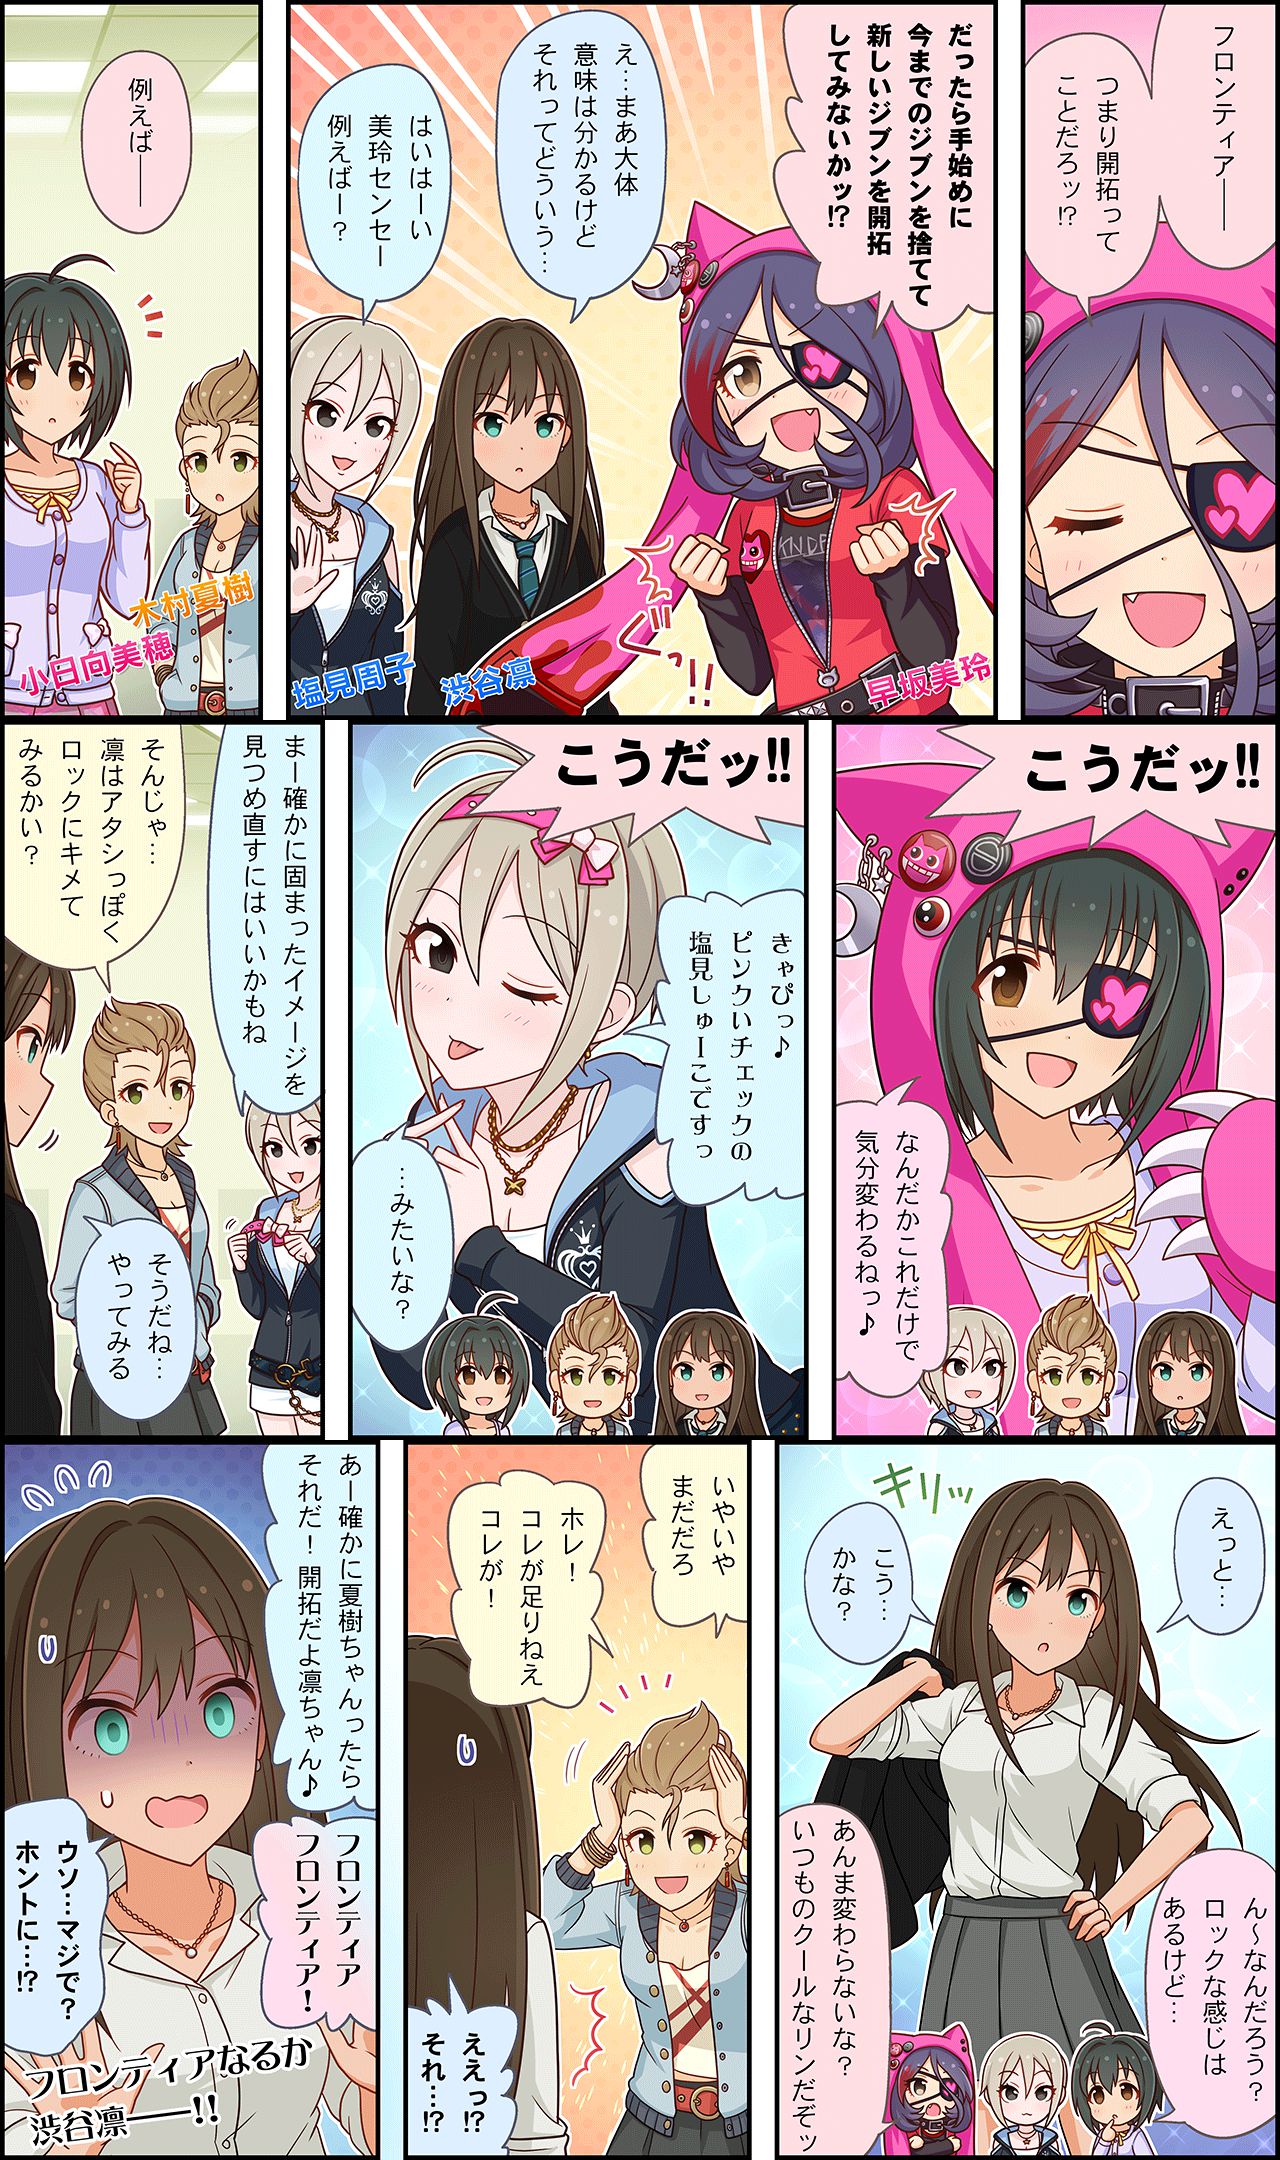 フロンティア――
つまり開拓って
ことだろッ!?
だったら手始めに
今までのジブンを捨てて
新しいジブンを開拓
してみないかッ!?
え…まあ大体
意味は分かるけど
それってどういう…
はいはーい
美玲センセー
例えばー?
KNDF
ぐっ!!
早坂美玲
渋谷凛
塩見周子
例えば――
木村夏樹
小日向美穂
こうだッ!!
なんだかこれだけで
気分変わるねっ♪
こうだッ!!
きゃぴっ♪
ピンクいチェックの
塩見しゅーこですっ
…みたいな?
まー確かに固まったイメージを
見つめ直すにはいいかもね
そんじゃ…
凛はアタシっぽく
ロックにキメて
みるかい?
そうだね…
やってみる
えっと…
キリッ
こう…
かな?
ん〜なんだろう?
ロックな感じは
あるけど…
あんま変わらないな?
いつものクールなリンだぞッ
いやいや
まだだろ
ホレ!
コレが足りねえ
コレが!
ええっ!?
それ…!?
あー確かに夏樹ちゃんったら
それだ!開拓だよ凛ちゃん♪
フロンティア
フロンティア!
ウソ…マジで?
ホントに…!?
フロンティアなるか
渋谷凛――!!